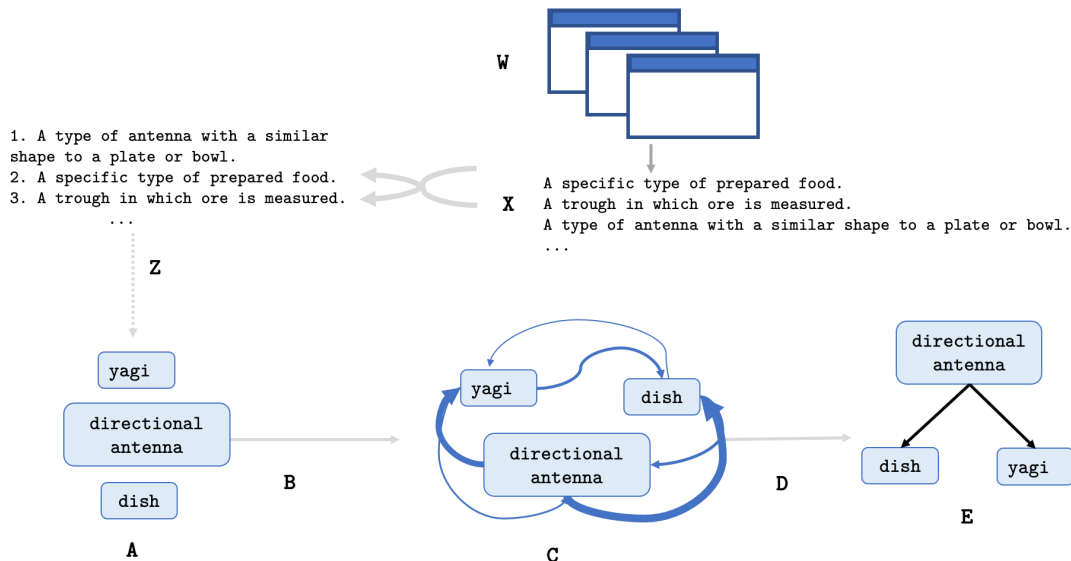 W
1. A type of antenna with a similar
shape to a plate or bowl.
2. A specific type of prepared food.
3. A trough in which ore is measured.
...
X
A specific type of prepared food.
A trough in which ore is measured.
A type of antenna with a similar shape to a plate or bowl.
...
Z
yagi
directional
antenna
dish
A
B
yagi
dish
directional
antenna
C
D
directional
antenna
dish
yagi
E